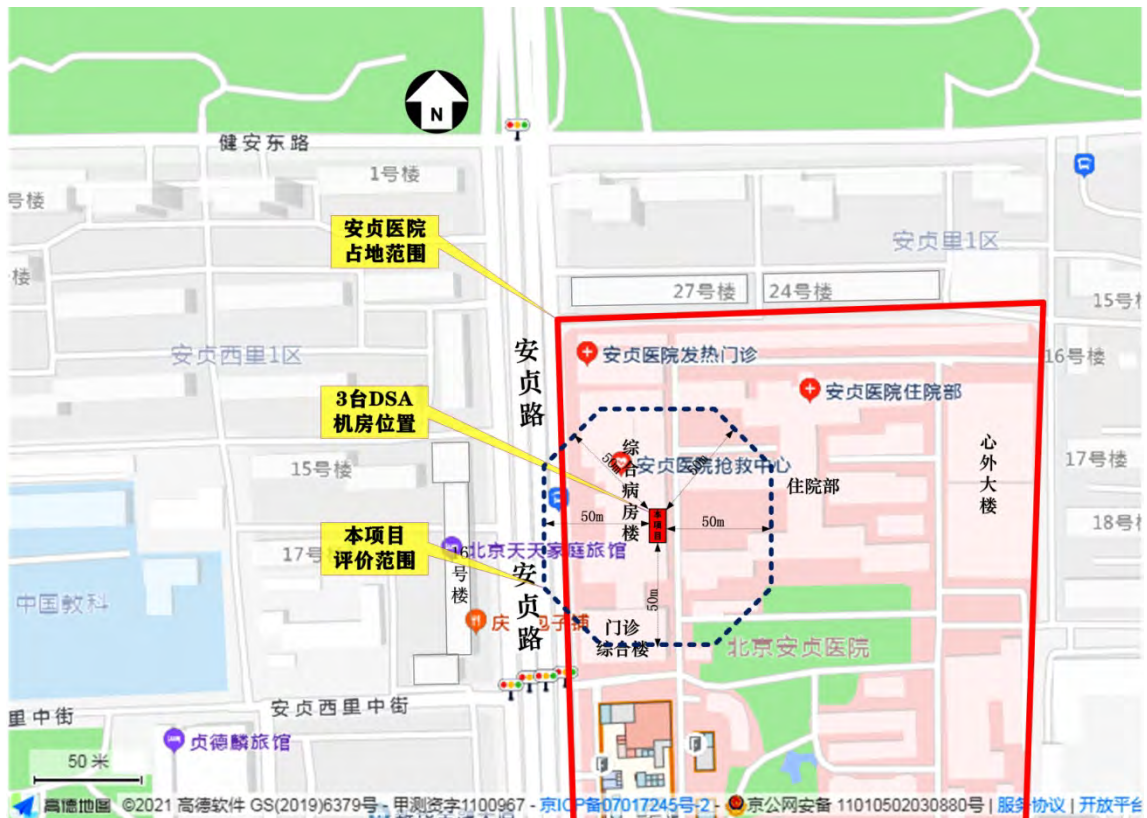 健安东路
1号楼
号楼
安贞医院
占地范围
安贞里1区
27号楼
24号楼
楼
15号
安贞西里1区
安贞路
安贞医院发热门诊
16号楼
安贞医院住院部
3台DSA
机房位置
综合病房楼
安贞医院抢救中心
50m
50m
心外大楼
15号楼
住院部
17号楼
本项目
50m
50m
18号
本项目
评价范围
17号楼
16号楼
北京天天家庭旅馆
安贞路
50m
中国教科
庆
包子铺
门诊
综合楼
北京安贞医院
里中街
安贞西里中街
贞德麟旅馆
50 米
N
高德地图 ©2021 高德软件 GS(2019)6379号 - 甲测资字1100967 - 京ICP备07017245号-2 - 京公网安备 11010502030880号 | 服务协议 | 开放平台